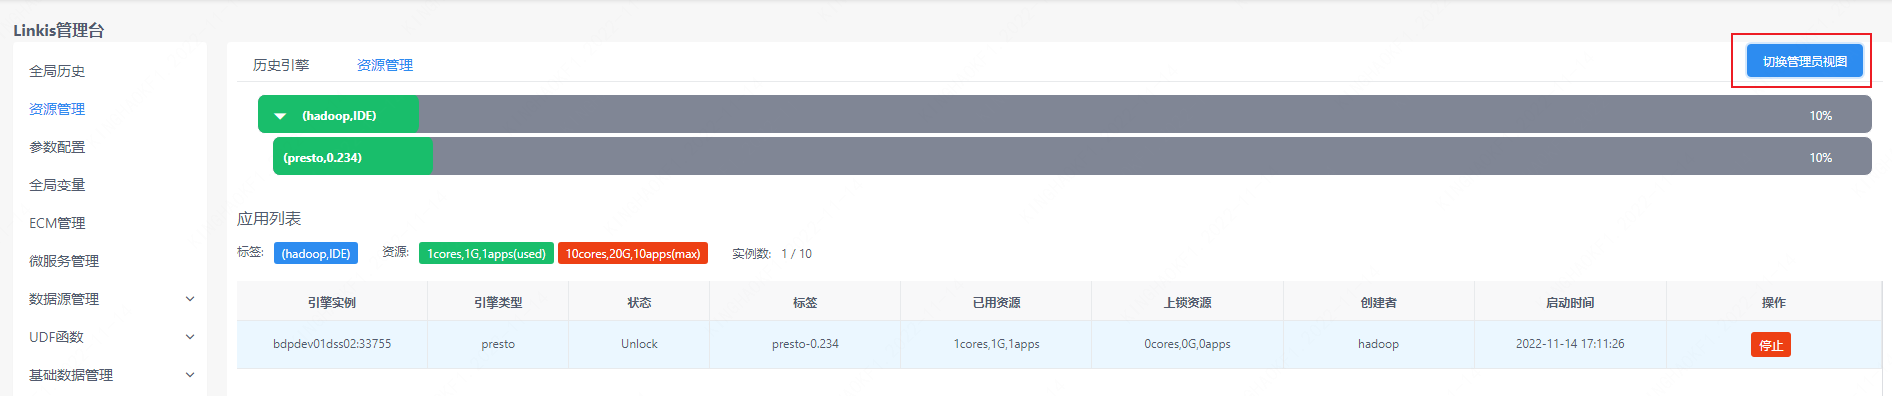 Linkis管理台
全局历史
资源管理
参数配置
全局变量
ECM管理
微服务管理
数据源管理
UDF函数
基础数据管理
历史引擎 资源管理 切换管理员视图
(hadoop,IDE) 10%
(presto,0.234) 10%
应用列表
标签: (hadoop,IDE) 资源: 1cores,1G,1apps(used) 10cores,20G,10apps(max) 实例数: 1 / 10
引擎实例 引擎类型 状态 标签 已用资源 上锁资源 创建者 启动时间 操作
bdpdev01dss02:33755 presto Unlock presto-0.234 1cores,1G,1apps 0cores,0G,0apps hadoop 2022-11-14 17:11:26 停止